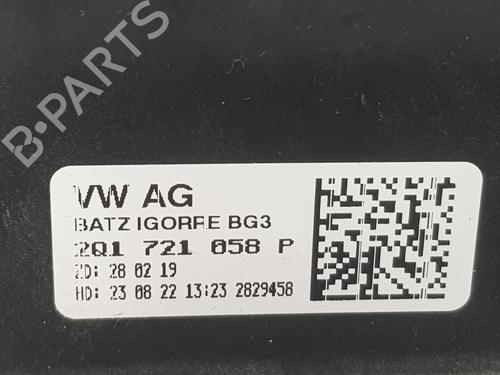 B-PARTS
VW AG
BATZ IGORRE BG3
2Q1 721 058 P
ZD: 28 02 19
HD: 23 08 22 13:23 2829458